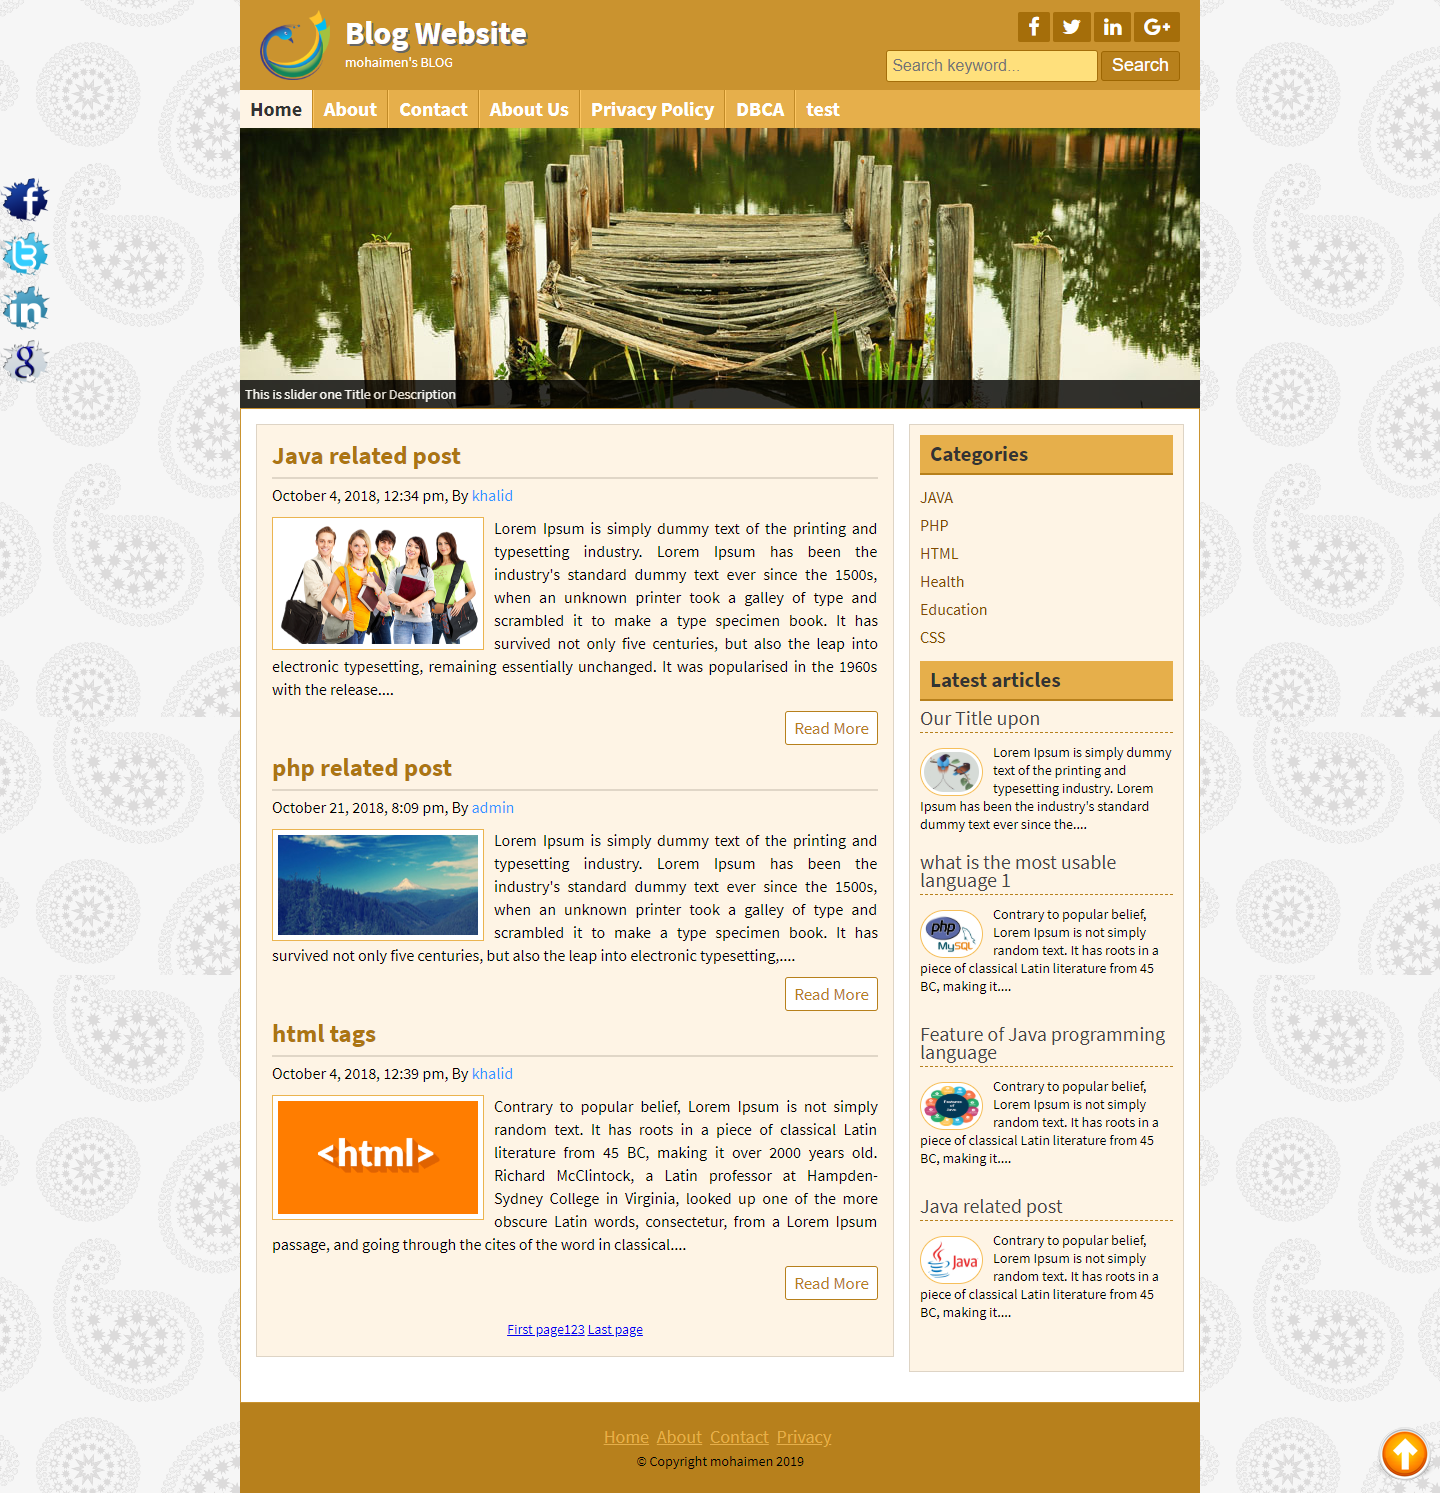 Blog Website
mohaimen's BLOG
Search keyword...
Search
Home
About
Contact
About Us
Privacy Policy
DBCA
test
This is slider one Title or Description
Java related post
October 4, 2018, 12:34 pm, By khalid
Lorem Ipsum is simply dummy text of the printing and
typesetting industry. Lorem Ipsum has been the
industry's standard dummy text ever since the 1500s,
when an unknown printer took a galley of type and
scrambled it to make a type specimen book. It has
survived not only five centuries, but also the leap into
electronic typesetting, remaining essentially unchanged. It was popularised in the 1960s
with the release....
Read More
php related post
October 21, 2018, 8:09 pm, By admin
Lorem Ipsum is simply dummy text of the printing and
typesetting industry. Lorem Ipsum has been the
industry's standard dummy text ever since the 1500s,
when an unknown printer took a galley of type and
scrambled it to make a type specimen book. It has
survived not only five centuries, but also the leap into electronic typesetting,....
Read More
html tags
October 4, 2018, 12:39 pm, By khalid
<html>
Contrary to popular belief, Lorem Ipsum is not simply
random text. It has roots in a piece of classical Latin
literature from 45 BC, making it over 2000 years old.
Richard McClintock, a Latin professor at Hampden-
Sydney College in Virginia, looked up one of the more
obscure Latin words, consectetur, from a Lorem Ipsum
passage, and going through the cites of the word in classical....
Read More
First page123 Last page
Categories
JAVA
PHP
HTML
Health
Education
CSS
Latest articles
Our Title upon
Lorem Ipsum is simply dummy
text of the printing and
typesetting industry. Lorem
Ipsum has been the industry's standard
dummy text ever since the....
what is the most usable
language 1
php
MySQL
Contrary to popular belief,
Lorem Ipsum is not simply
random text. It has roots in a
piece of classical Latin literature from 45
BC, making it....
Feature of Java programming
language
Features
of
Java
Contrary to popular belief,
Lorem Ipsum is not simply
random text. It has roots in a
piece of classical Latin literature from 45
BC, making it....
Java related post
Java
Contrary to popular belief,
Lorem Ipsum is not simply
random text. It has roots in a
piece of classical Latin literature from 45
BC, making it....
Home About Contact Privacy
© Copyright mohaimen 2019